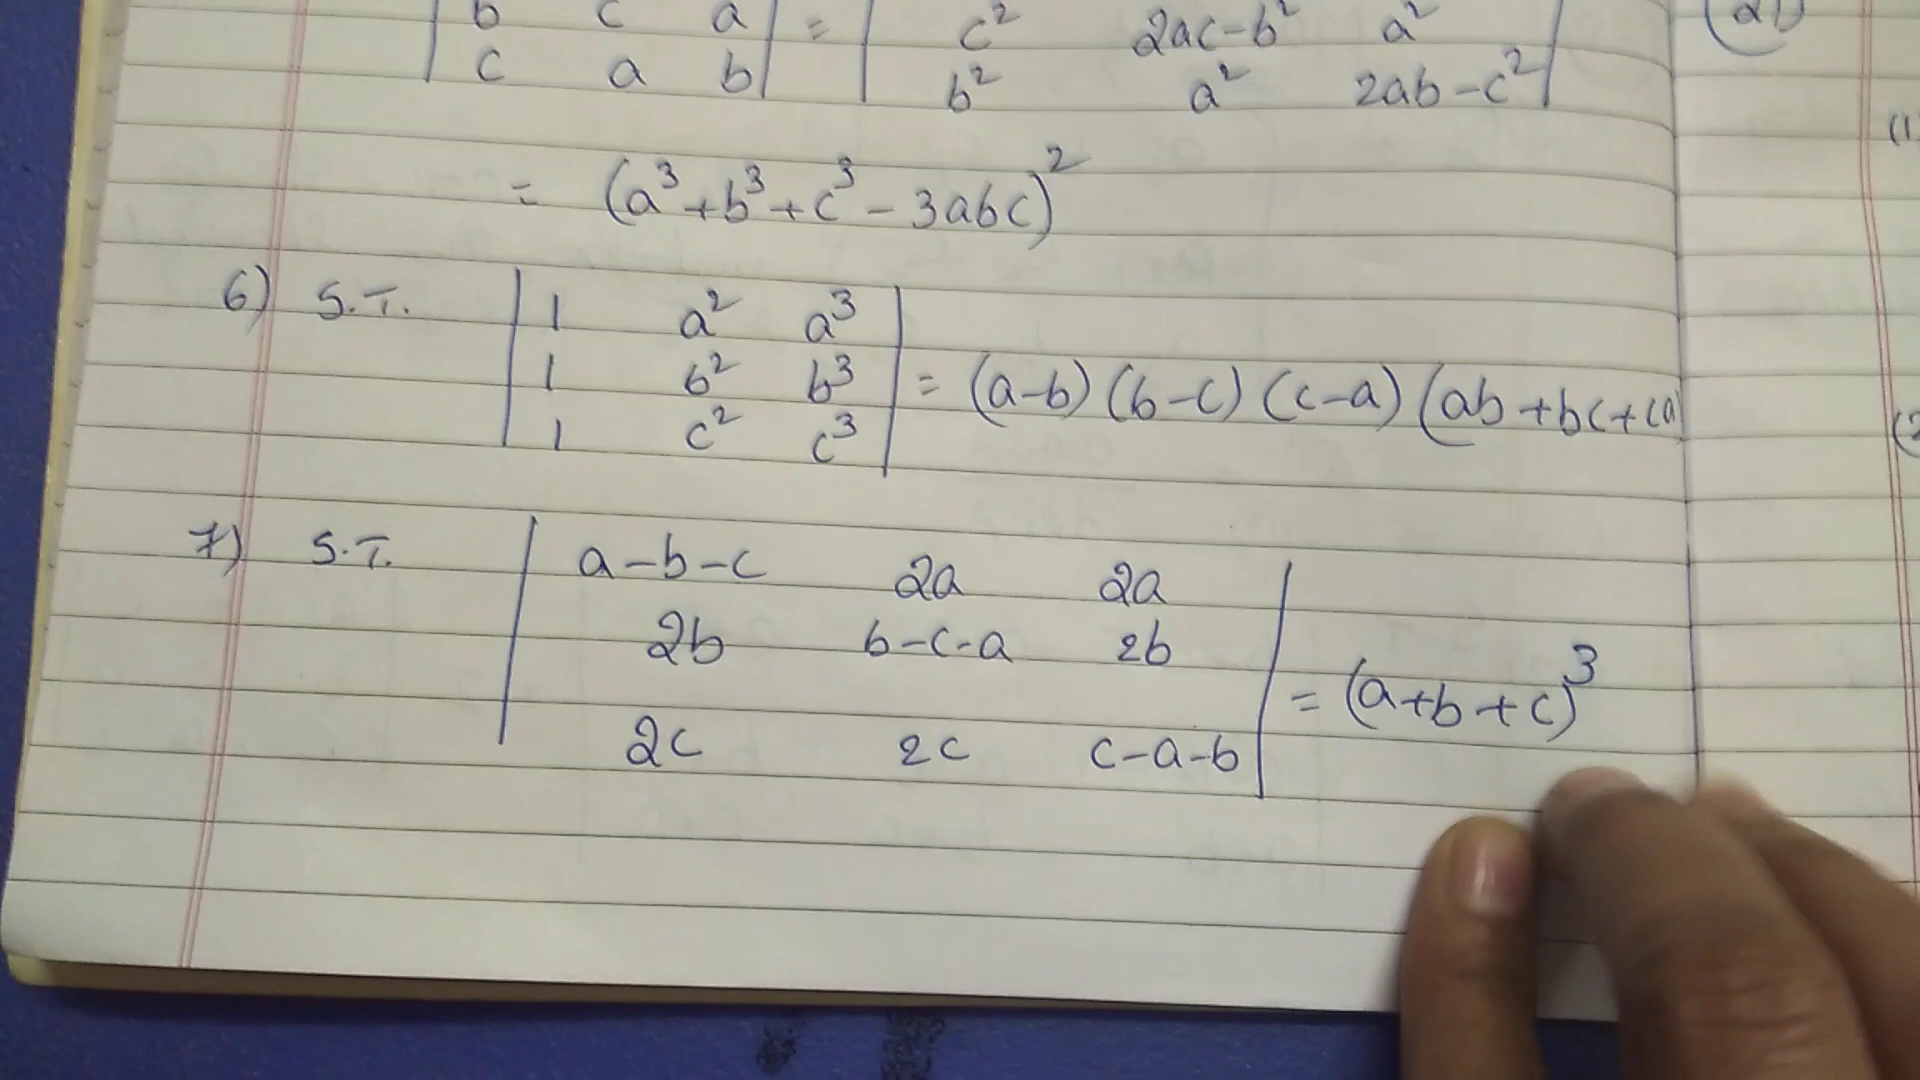 | b c a | = | c² 2ac-b² a² |
| c a b | | b² a² 2ab-c² |
= (a³+b³+c³-3abc)²
6) S.T. | 1 a² a³ |
| 1 b² b³ | = (a-b) (b-c) (c-a) (ab+bc+ca)
| 1 c² c³ |
7) S.T. | a-b-c 2a 2a |
| 2b b-c-a 2b |
= (a+b+c)³
| 2c 2c c-a-b |
(1)